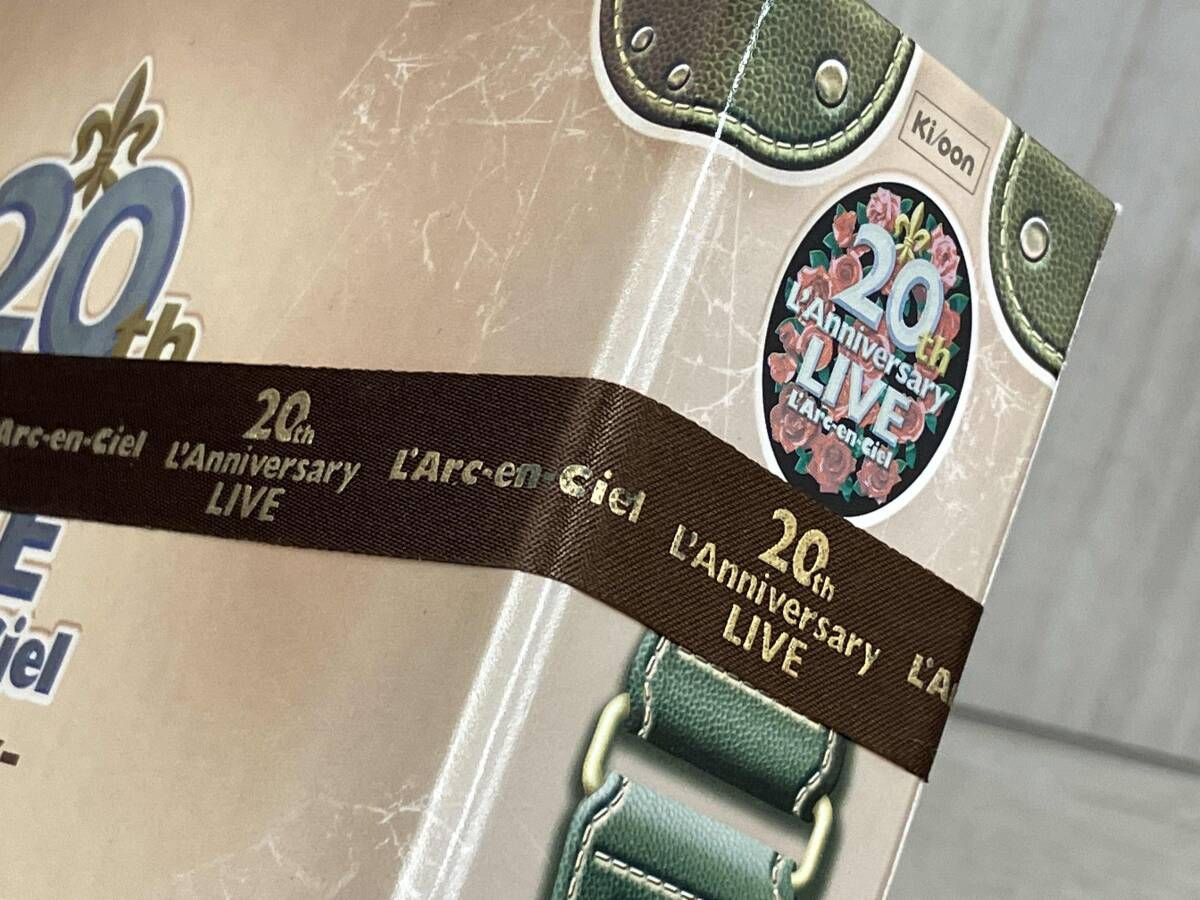 20th
E
iel
Arc-en-Ciel
20th
L'Anniversary
LIVE
L'Arc-en-Ciel
20th
L'Anniversary
LIVE
L'A
Ki/oon
20th
L'Anniversary
LIVE
L'Arc-en-Ciel